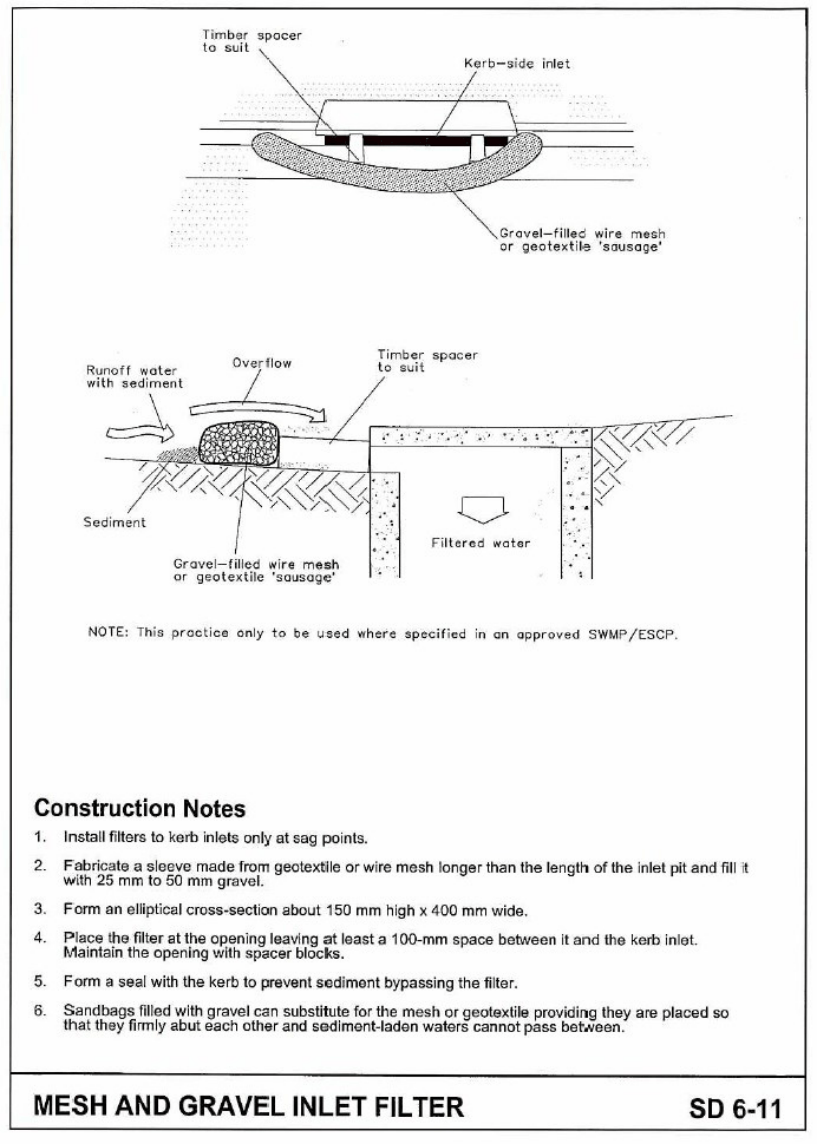 Timber spacer
to suit
Kerb-side inlet
Gravel-filled wire mesh
or geotextile 'sausage'
Timber spacer
to suit
Overflow
Runoff water
with sediment
Sediment
Filtered water
Gravel-filled wire mesh
or geotextile 'sausage'
NOTE: This practice only to be used where specified in an approved SWMP/ESCP.
Construction Notes
1. Install filters to kerb inlets only at sag points.
2. Fabricate a sleeve made from geotextile or wire mesh longer than the length of the inlet pit and fill it
with 25 mm to 50 mm gravel.
3. Form an elliptical cross-section about 150 mm high x 400 mm wide.
4. Place the filter at the opening leaving at least a 100-mm space between it and the kerb inlet.
Maintain the opening with spacer blocks.
5. Form a seal with the kerb to prevent sediment bypassing the filter.
6. Sandbags filled with gravel can substitute for the mesh or geotextile providing they are placed so
that they firmly abut each other and sediment-laden waters cannot pass between.
MESH AND GRAVEL INLET FILTER
SD 6-11